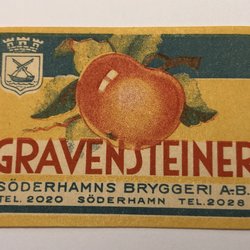 GRAVENSTEINER
SÖDERHAMNS BRYGGERI A.-B.
TEL. 2020 SÖDERHAMN TEL. 2028